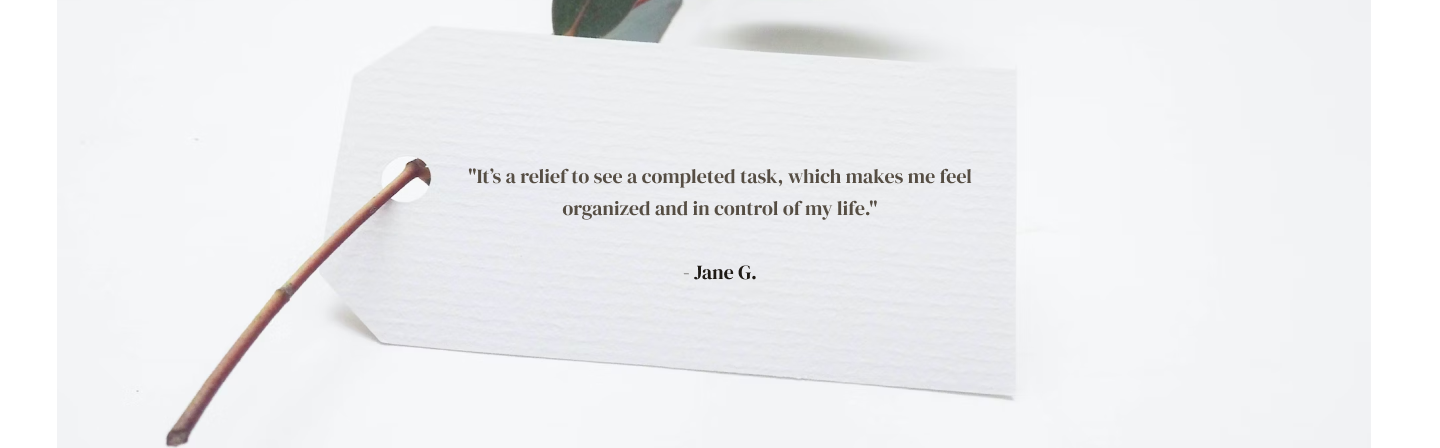 "It’s a relief to see a completed task, which makes me feel
organized and in control of my life."
- Jane G.